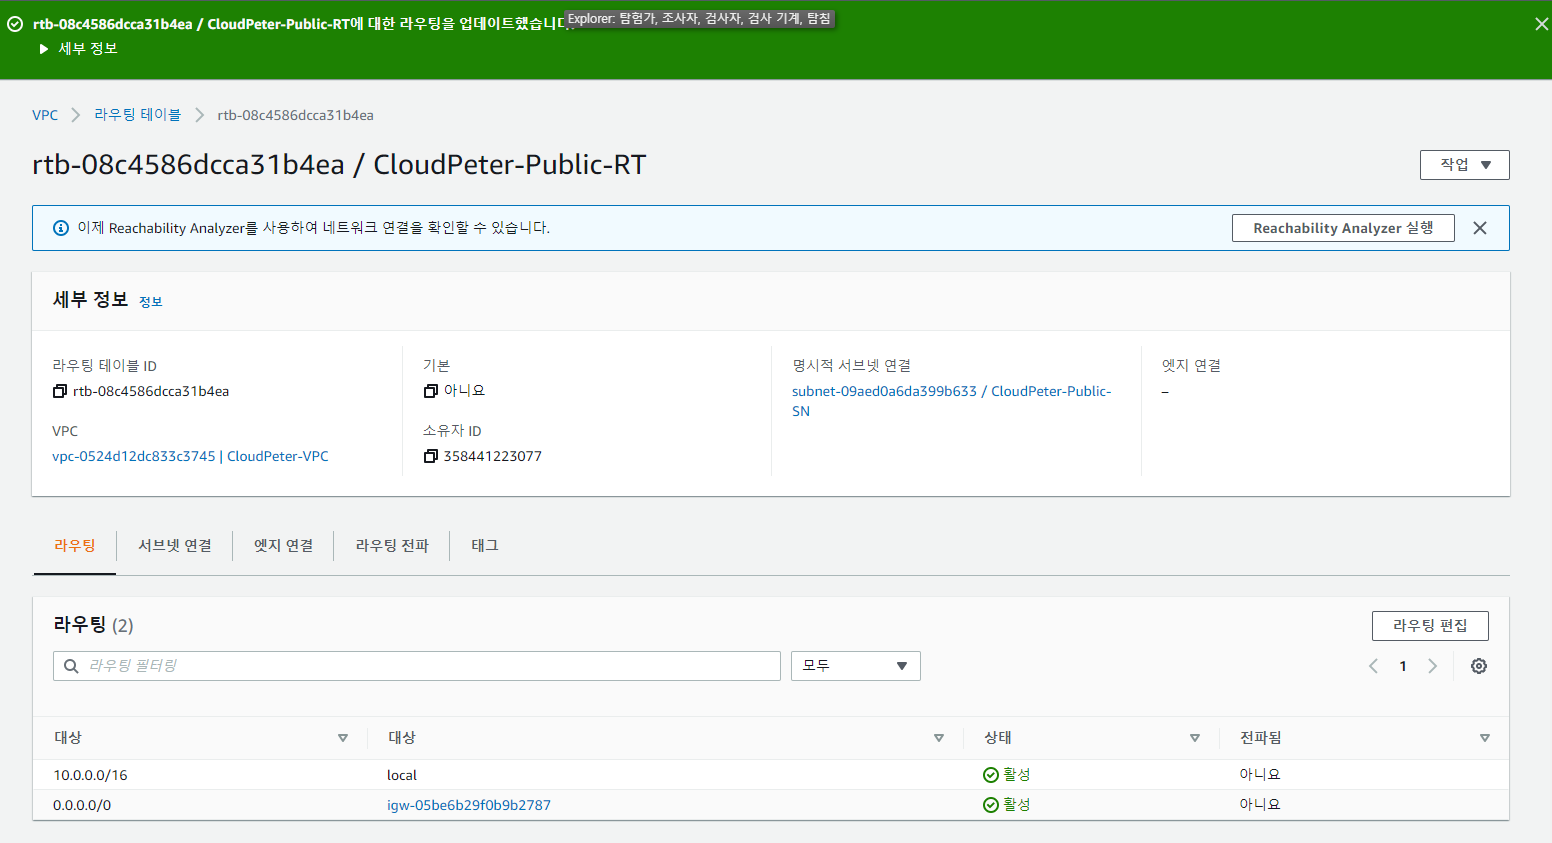 rtb-08c4586dcca31b4ea / CloudPeter-Public-RT에 대한 라우팅을 업데이트했습니다.
Explorer: 탐험가, 조사자, 검사자, 검사 기계, 탐침
세부 정보
VPC 라우팅 테이블 rtb-08c4586dcca31b4ea
rtb-08c4586dcca31b4ea / CloudPeter-Public-RT
작업
이제 Reachability Analyzer를 사용하여 네트워크 연결을 확인할 수 있습니다.
Reachability Analyzer 실행
세부 정보 정보
라우팅 테이블 ID
rtb-08c4586dcca31b4ea
VPC
vpc-0524d12dc833c3745 | CloudPeter-VPC
기본
아니요
소유자 ID
358441223077
명시적 서브넷 연결
subnet-09aed0a6da399b633 / CloudPeter-Public-
SN
엣지 연결
–
라우팅 서브넷 연결 엣지 연결 라우팅 전파 태그
라우팅 (2)
라우팅 편집
라우팅 필터링
모두
1
대상 대상 상태 전파됨
10.0.0.0/16 local 활성 아니요
0.0.0.0/0 igw-05be6b29f0b9b2787 활성 아니요